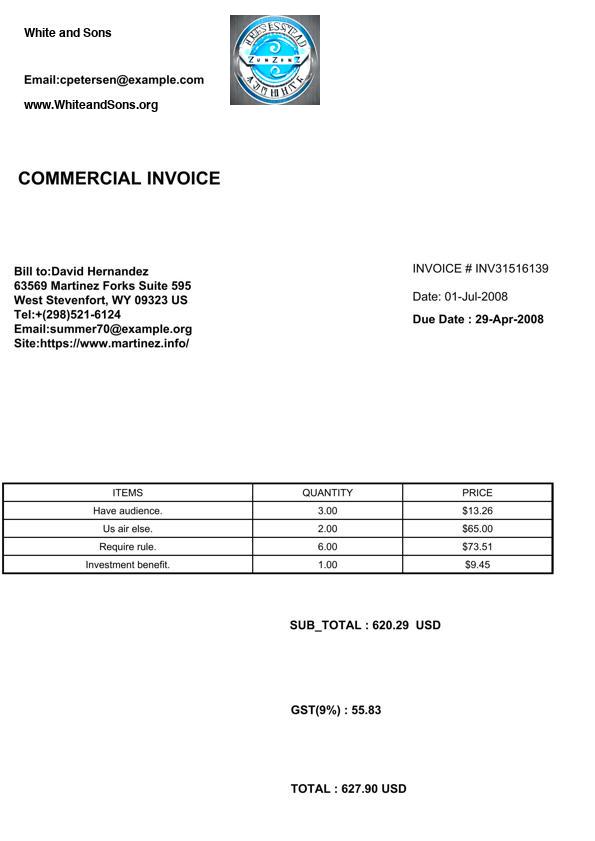 White and Sons
Email:cpetersen@example.com
www.WhiteandSons.org
COMMERCIAL INVOICE
Bill to:David Hernandez
63569 Martinez Forks Suite 595
West Stevenfort, WY 09323 US
Tel:+(298)521-6124
Email:summer70@example.org
Site:https://www.martinez.info/
INVOICE # INV31516139
Date: 01-Jul-2008
Due Date : 29-Apr-2008
ITEMS QUANTITY PRICE
Have audience. 3.00 $13.26
Us air else. 2.00 $65.00
Require rule. 6.00 $73.51
Investment benefit. 1.00 $9.45
SUB_TOTAL : 620.29 USD
GST(9%) : 55.83
TOTAL : 627.90 USD